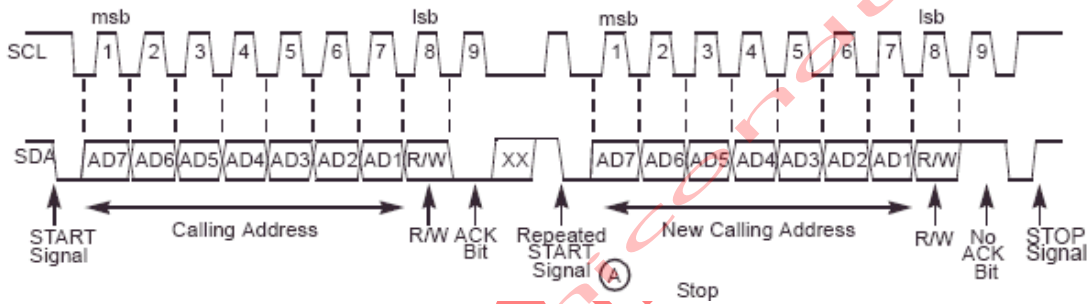 msb lsb msb lsb
SCL 1 2 3 4 5 6 7 8 9 1 2 3 4 5 6 7 8 9
SDA AD7 AD6 AD5 AD4 AD3 AD2 AD1 R/W XX AD7 AD6 AD5 AD4 AD3 AD2 AD1 R/W
START
Signal
Calling Address
R/W
ACK
Bit
Repeated
START
Signal
A
New Calling Address
R/W
No
ACK
Bit
STOP
Signal
Stop